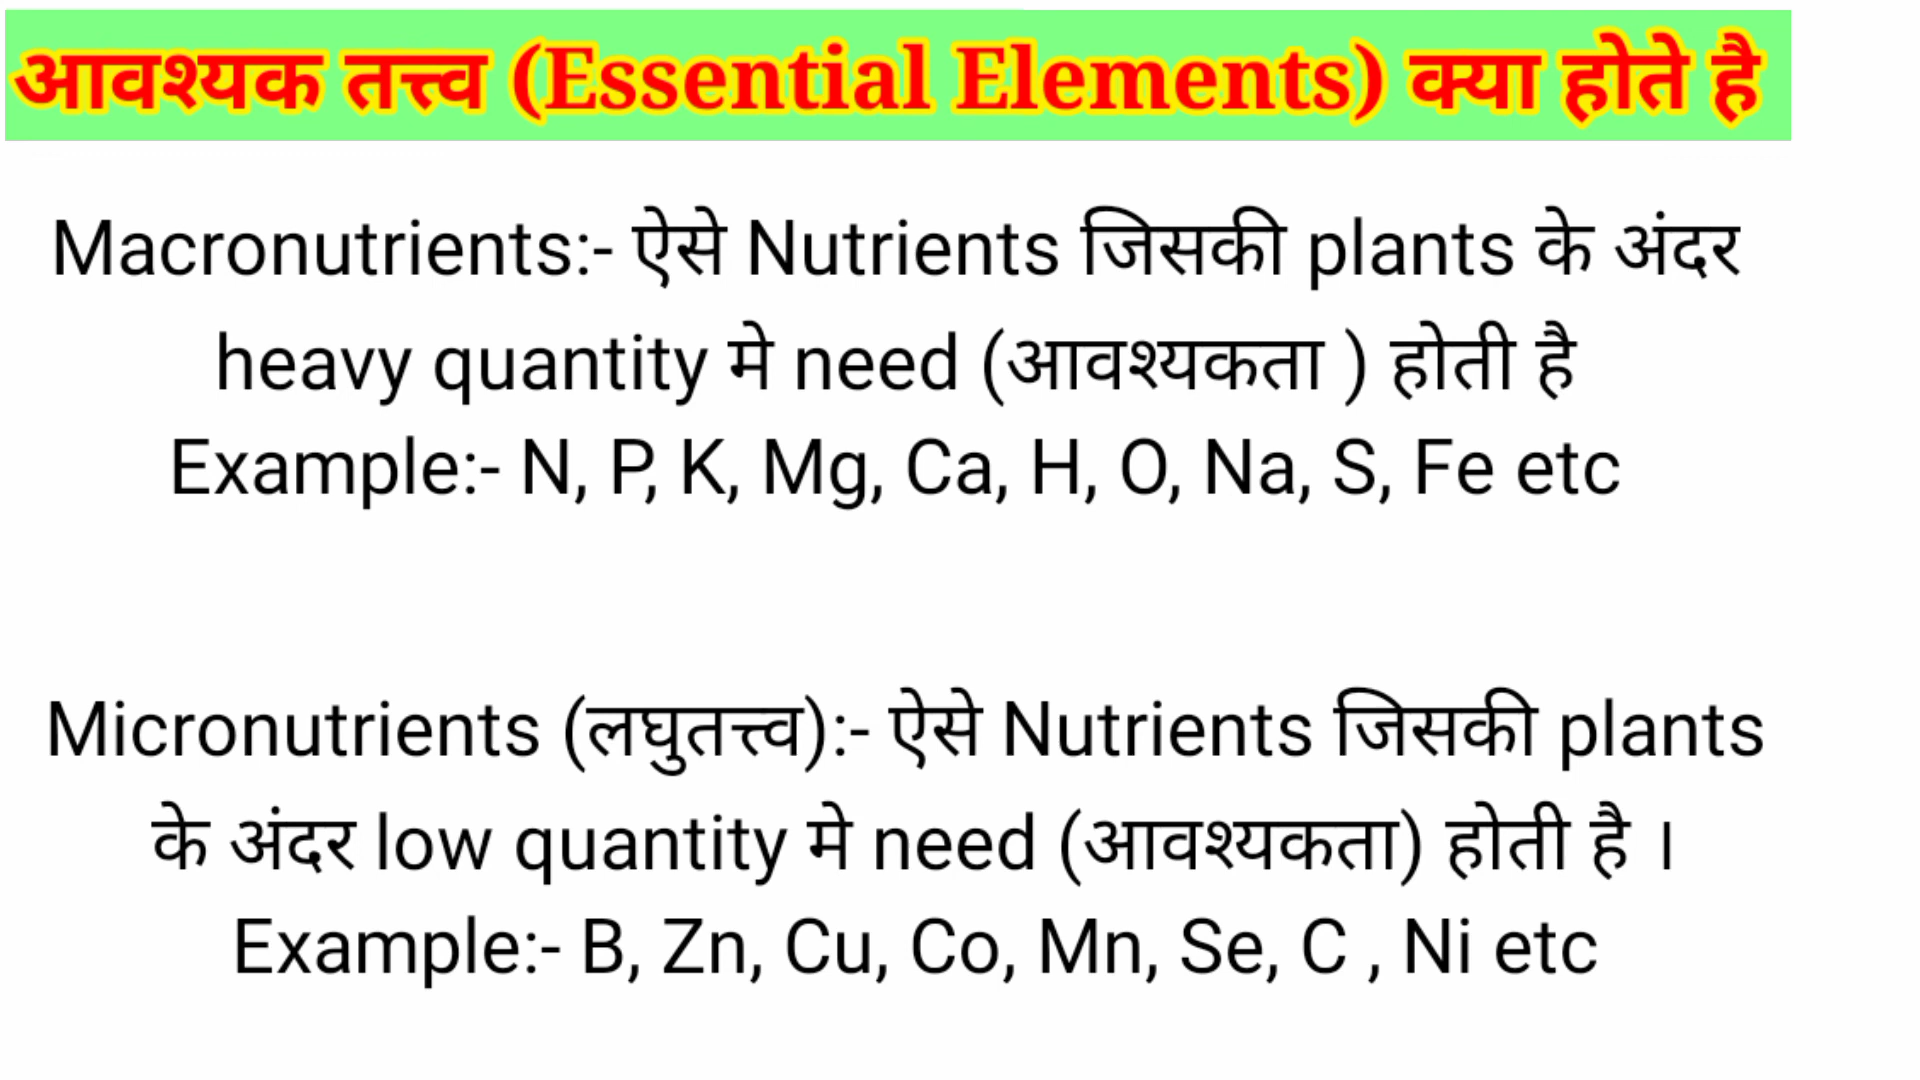 आवश्यक तत्त्व (Essential Elements) क्या होते है
Macronutrients:- ऐसे Nutrients जिसकी plants के अंदर
heavy quantity मे need (आवश्यकता ) होती है
Example:- N, P, K, Mg, Ca, H, O, Na, S, Fe etc
Micronutrients (लघुतत्त्व):- ऐसे Nutrients जिसकी plants
के अंदर low quantity मे need (आवश्यकता) होती है ।
Example:- B, Zn, Cu, Co, Mn, Se, C , Ni etc